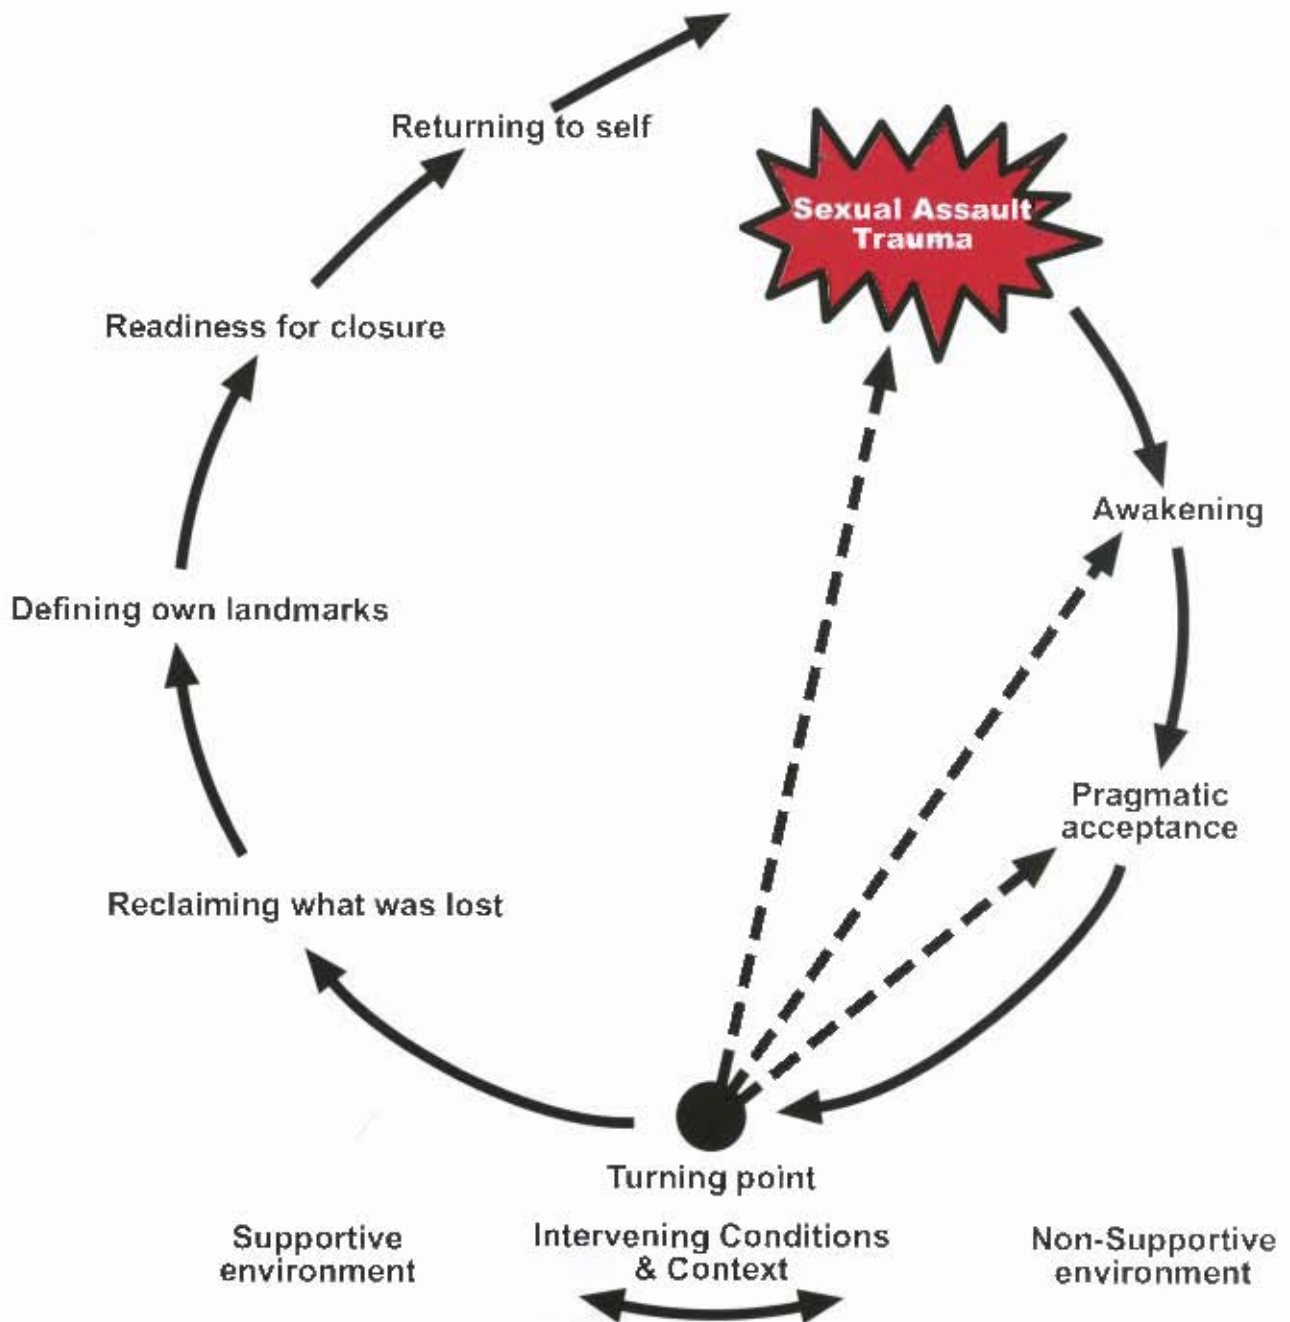 Returning to self
Sexual Assault
Trauma
Readiness for closure
Awakening
Defining own landmarks
Pragmatic
acceptance
Reclaiming what was lost
Turning point
Supportive
environment
Intervening Conditions
& Context
Non-Supportive
environment